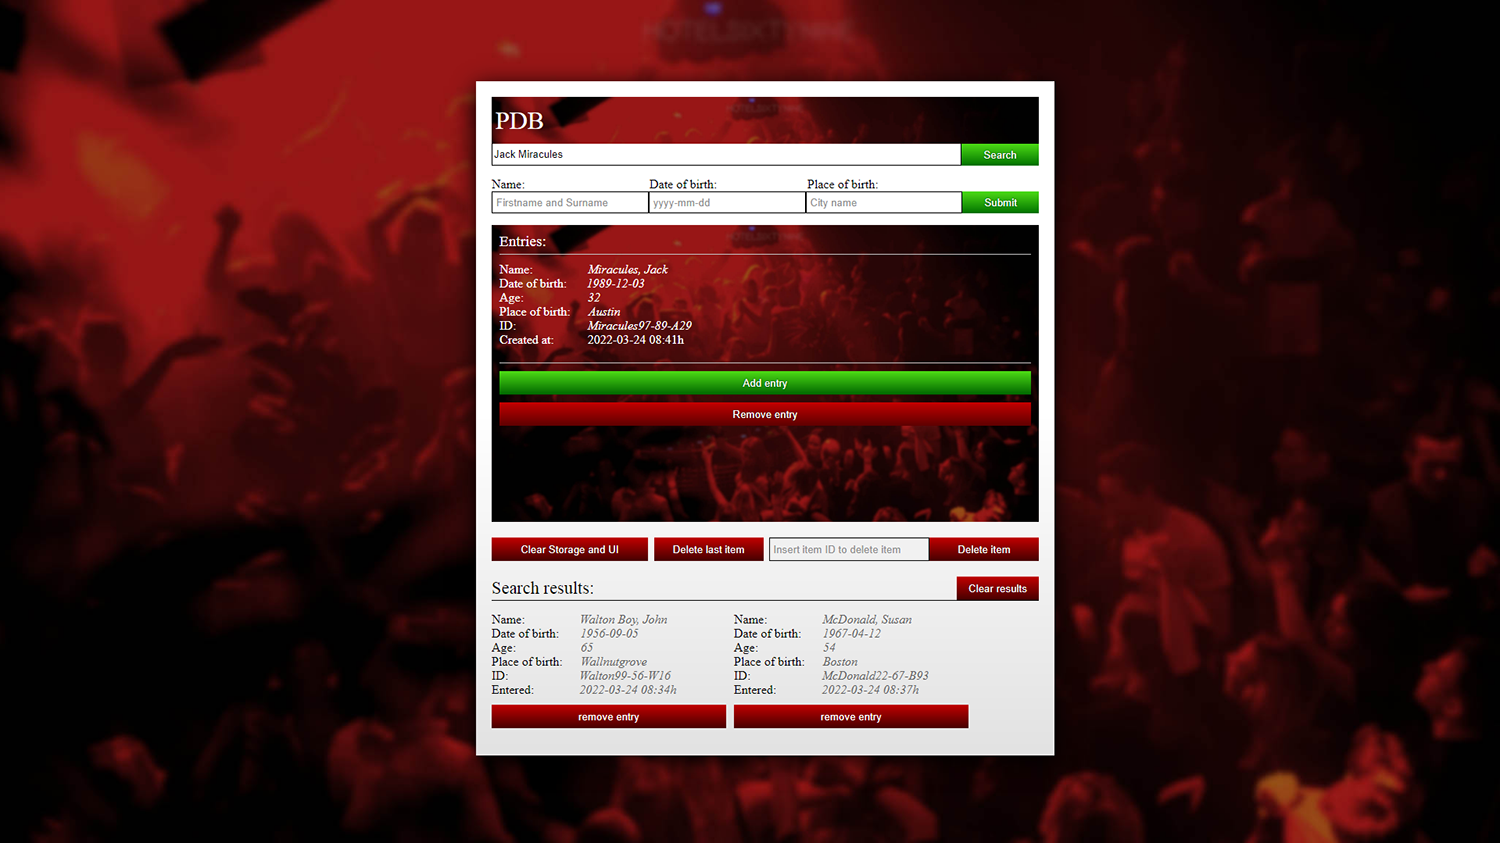 HOTELSIXTYNINE
PDB
Jack Miracules
Search
Name: Date of birth: Place of birth:
Firstname and Surname yyyy-mm-dd City name Submit
Entries:
Name: Miracules, Jack
Date of birth: 1989-12-03
Age: 32
Place of birth: Austin
ID: Miracules97-89-A29
Created at: 2022-03-24 08:41h
Add entry
Remove entry
Clear Storage and UI Delete last item Insert item ID to delete item Delete item
Search results: Clear results
Name: Walton Boy, John Name: McDonald, Susan
Date of birth: 1956-09-05 Date of birth: 1967-04-12
Age: 65 Age: 54
Place of birth: Wallnutgrove Place of birth: Boston
ID: Walton99-56-W16 ID: McDonald22-67-B93
Entered: 2022-03-24 08:34h Entered: 2022-03-24 08:37h
remove entry remove entry